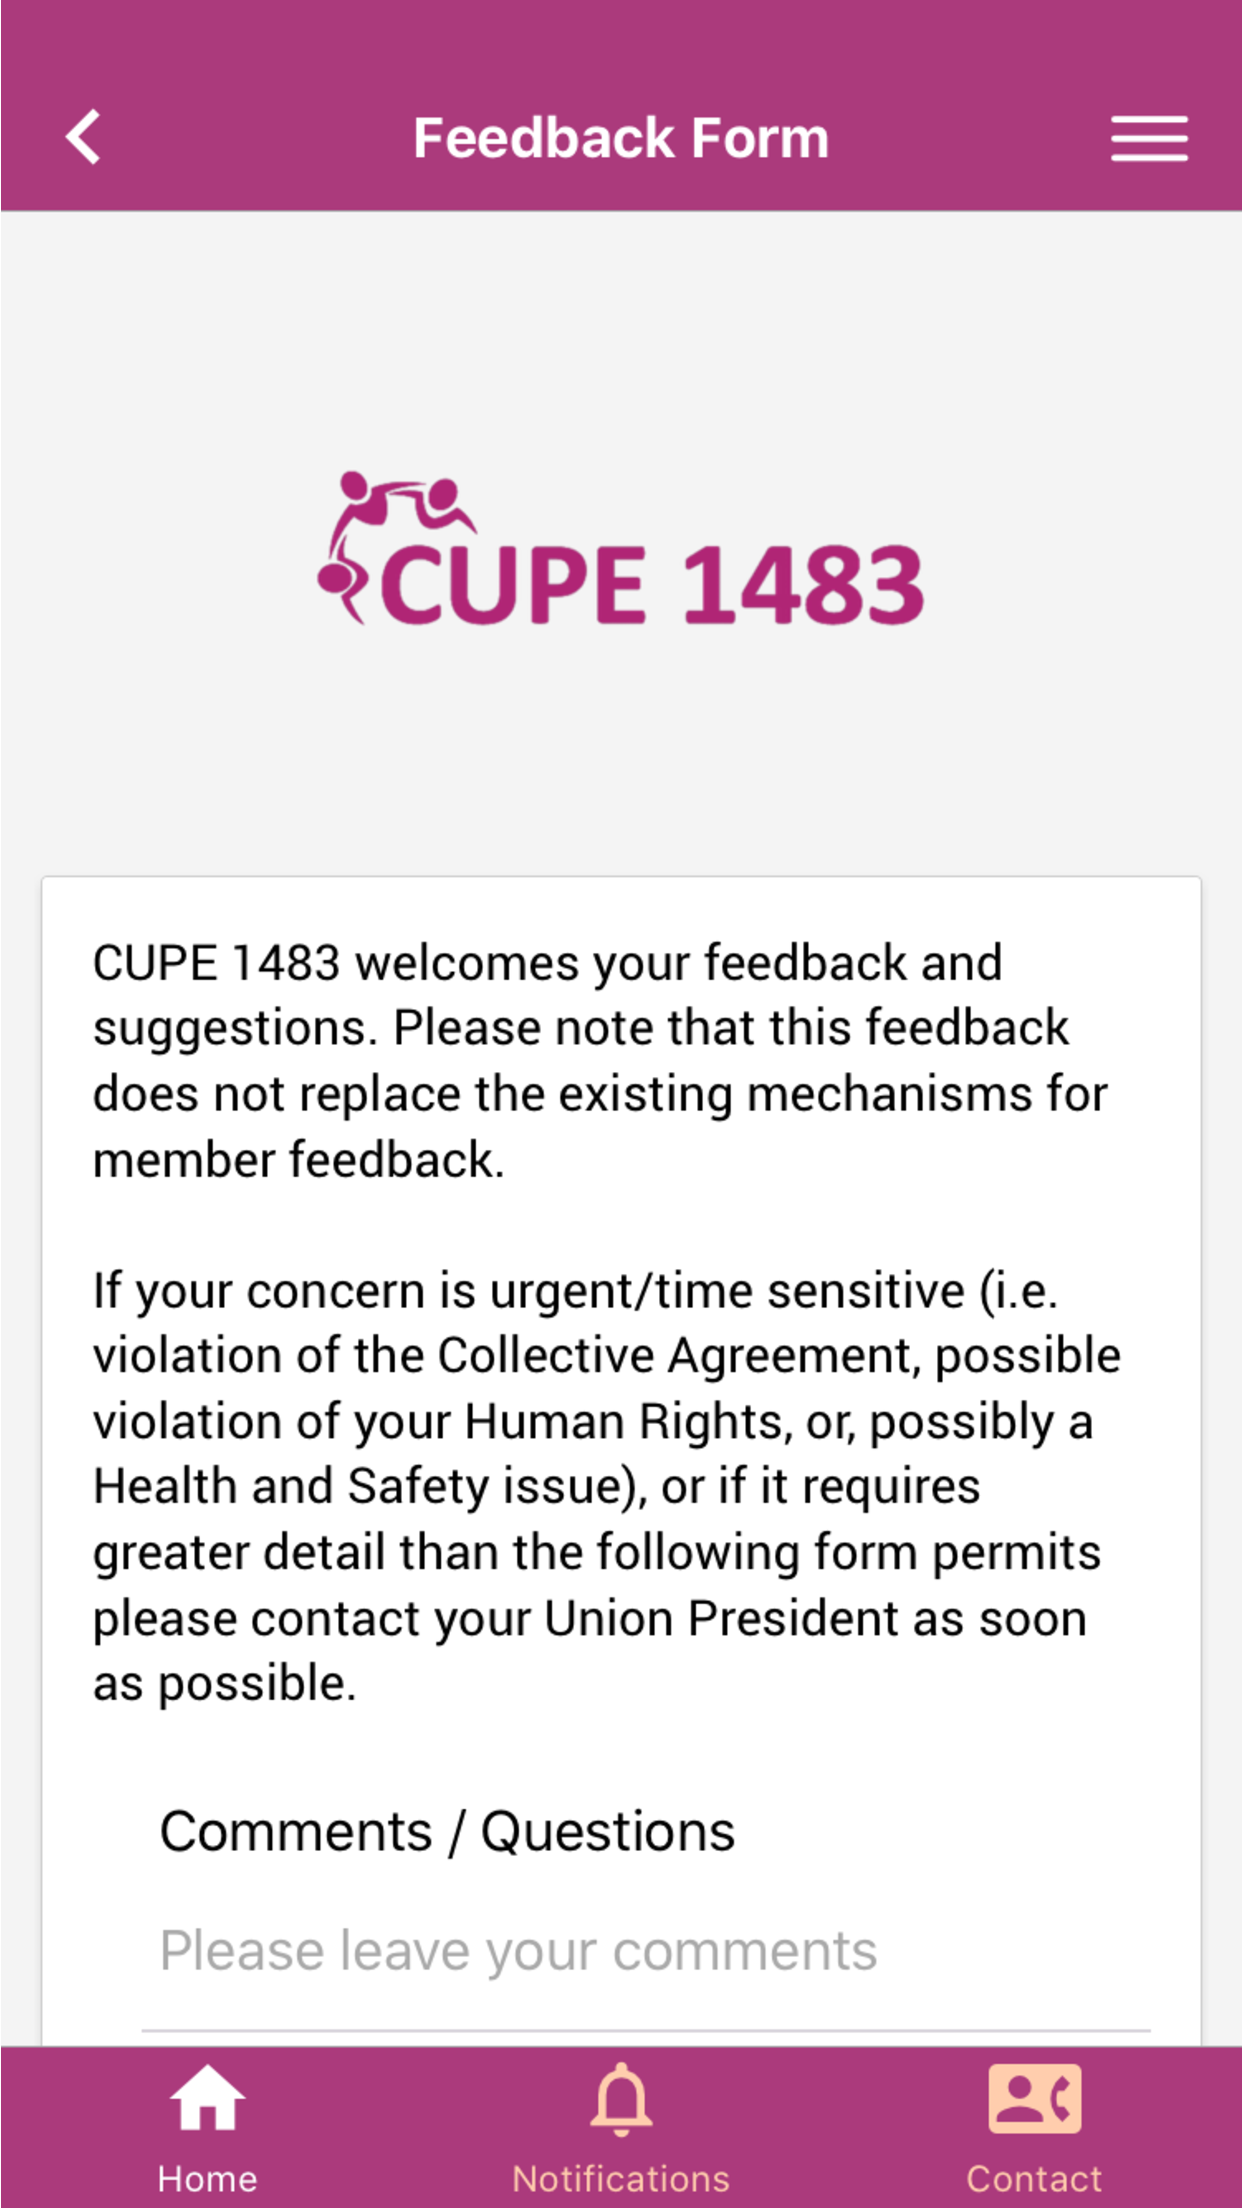 Feedback Form
CUPE 1483
CUPE 1483 welcomes your feedback and
suggestions. Please note that this feedback
does not replace the existing mechanisms for
member feedback.
If your concern is urgent/time sensitive (i.e.
violation of the Collective Agreement, possible
violation of your Human Rights, or, possibly a
Health and Safety issue), or if it requires
greater detail than the following form permits
please contact your Union President as soon
as possible.
Comments / Questions
Please leave your comments
Home Notifications Contact